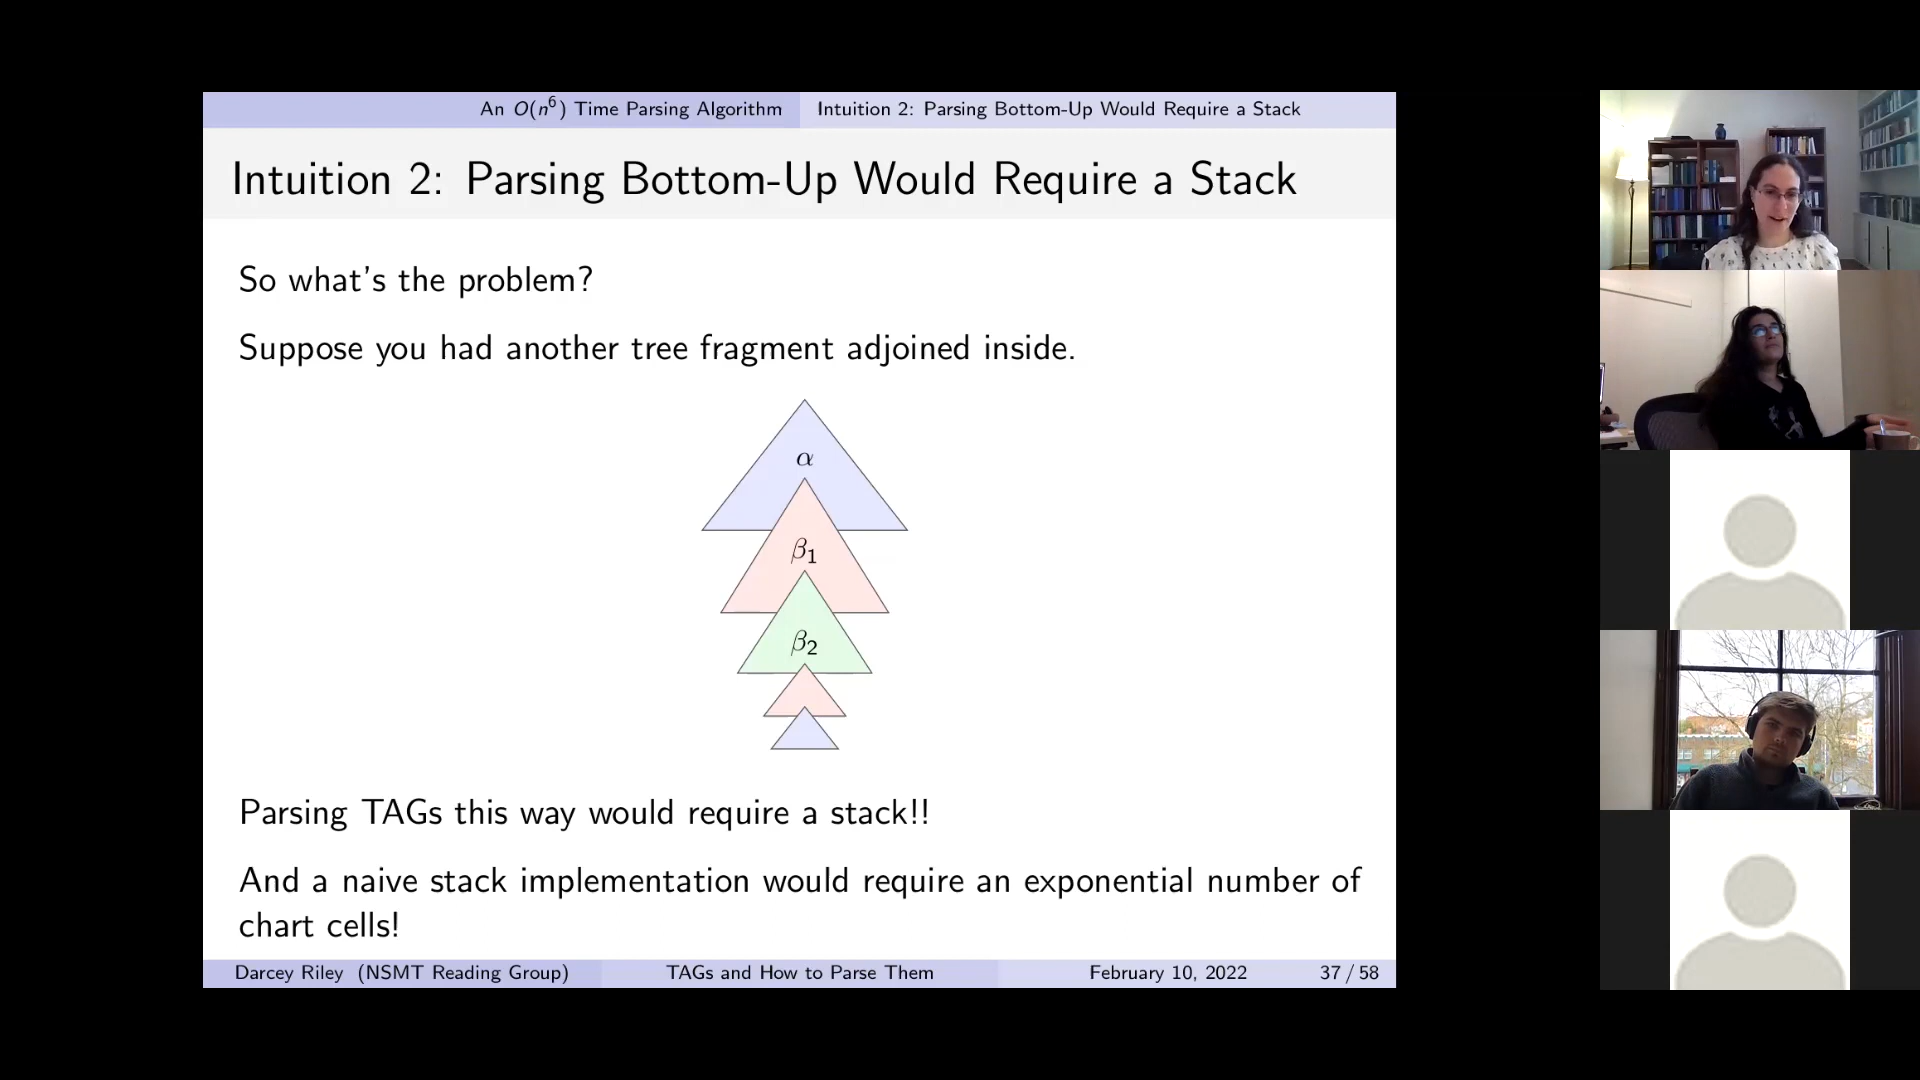 An O(n⁶) Time Parsing Algorithm Intuition 2: Parsing Bottom-Up Would Require a Stack
Intuition 2: Parsing Bottom-Up Would Require a Stack
So what's the problem?
Suppose you had another tree fragment adjoined inside.
α
β₁
β₂
Parsing TAGs this way would require a stack!!
And a naive stack implementation would require an exponential number of
chart cells!
Darcey Riley (NSMT Reading Group) TAGs and How to Parse Them February 10, 2022 37 / 58